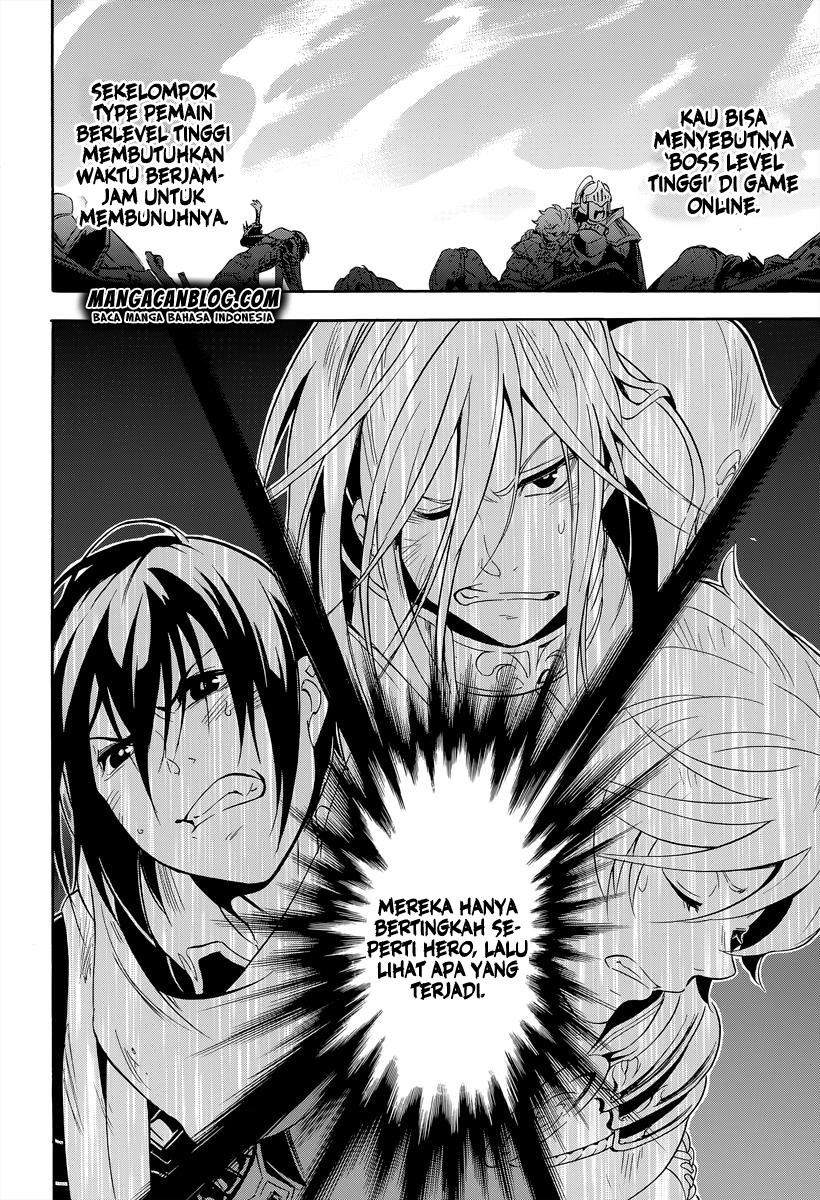 KAU BISA
MENYEBUTNYA
'BOSS LEVEL
TINGGI' DI GAME
ONLINE.
SEKELOMPOK
TYPE PEMAIN
BERLEVEL TINGGI
MEMBUTUHKAN
WAKTU BERJAM-
JAM UNTUK
MEMBUNUHNYA.
MANGACANBLOG.COM
BACA MANGA BAHASA INDONESIA
MEREKA HANYA
BERTINGKAH SE-
PERTI HERO, LALU
LIHAT APA YANG
TERJADI.